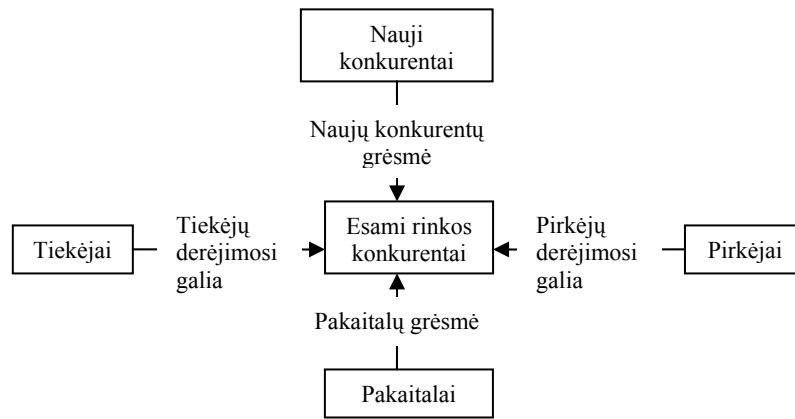 Nauji
konkurentai
Naujų konkurentų
grėsmė
Tiekėjai
Tiekėjų
derėjimosi
galia
Esami rinkos
konkurentai
Pirkėjų
derėjimosi
galia
Pirkėjai
Pakaitalų grėsmė
Pakaitalai